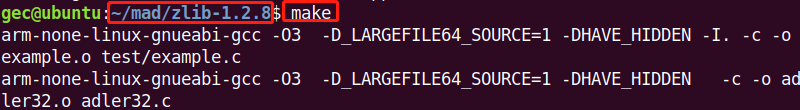 gec@ubuntu:~/mad/zlib-1.2.8$ make
arm-none-linux-gnueabi-gcc -O3  -D_LARGEFILE64_SOURCE=1 -DHAVE_HIDDEN -I. -c -o
example.o test/example.c
arm-none-linux-gnueabi-gcc -O3  -D_LARGEFILE64_SOURCE=1 -DHAVE_HIDDEN   -c -o ad
ler32.o adler32.c